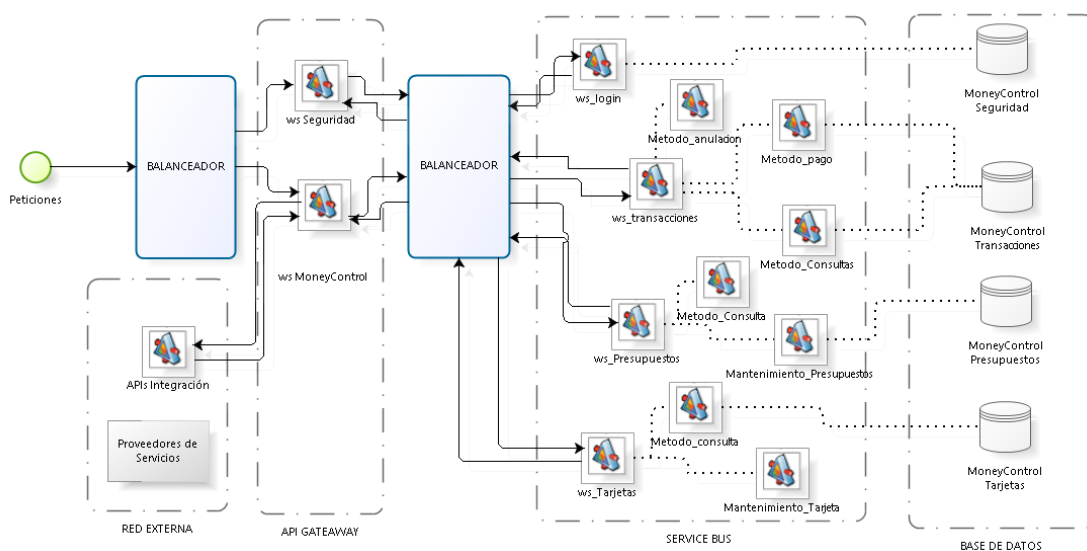 Peticiones
BALANCEADOR
ws Seguridad
ws MoneyControl
BALANCEADOR
APIs Integración
Proveedores de
Servicios
RED EXTERNA
API GATEAWAY
ws_login
Metodo_anulacion
Metodo_pago
ws_transacciones
Metodo_Consultas
Metodo_Consulta
ws_Presupuestos
Mantenimiento_Presupuestos
Metodo_consulta
ws_Tarjetas
Mantenimiento_Tarjeta
SERVICE BUS
MoneyControl
Seguridad
MoneyControl
Transacciones
MoneyControl
Presupuestos
MoneyControl
Tarjetas
BASE DE DATOS